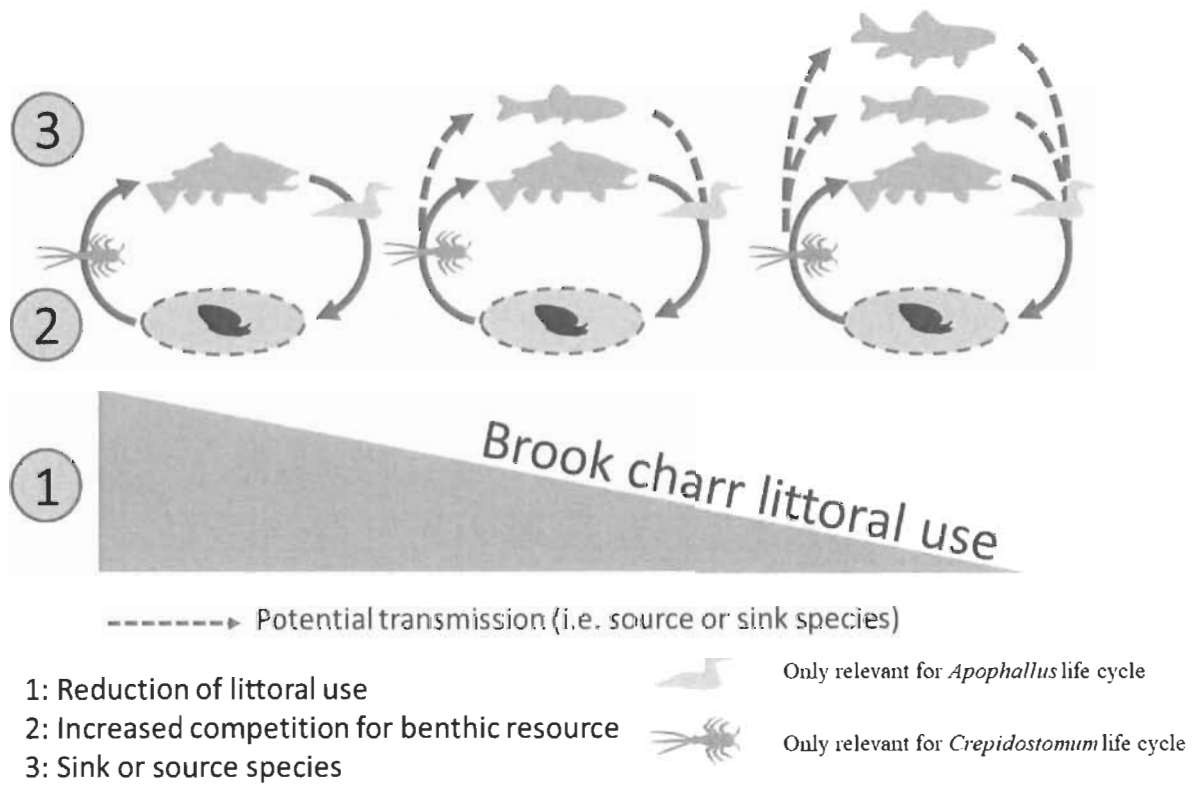 3
2
1
Brook charr littoral use
Potential transmission (i.e. source or sink species)
1: Reduction of littoral use
2: Increased competition for benthic resource
3: Sink or source species
Only relevant for Apophallus life cycle
Only relevant for Crepidostomum life cycle